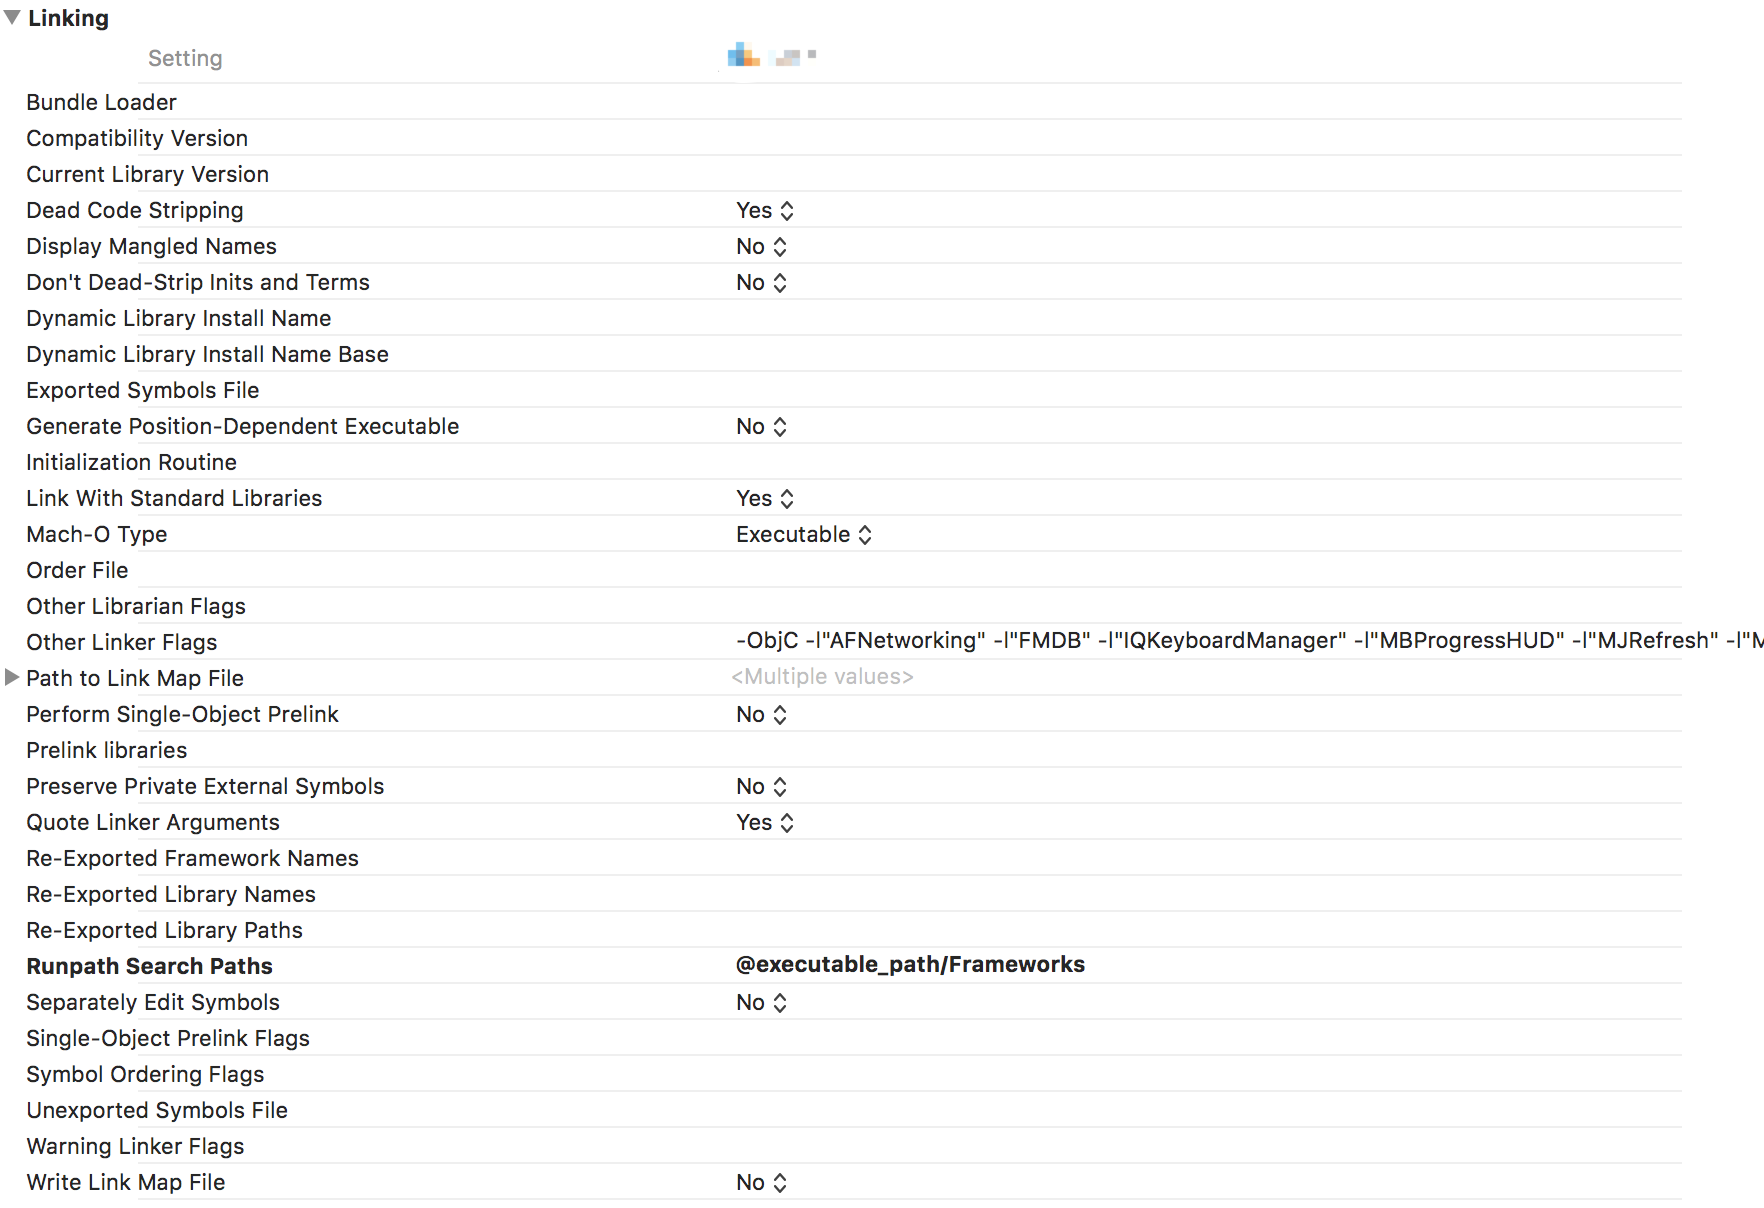 Linking
Setting
Bundle Loader
Compatibility Version
Current Library Version
Dead Code Stripping Yes
Display Mangled Names No
Don't Dead-Strip Inits and Terms No
Dynamic Library Install Name
Dynamic Library Install Name Base
Exported Symbols File
Generate Position-Dependent Executable No
Initialization Routine
Link With Standard Libraries Yes
Mach-O Type Executable
Order File
Other Librarian Flags
Other Linker Flags -ObjC -l"AFNetworking" -l"FMDB" -l"IQKeyboardManager" -l"MBProgressHUD" -l"MJRefresh" -l"M
Path to Link Map File <Multiple values>
Perform Single-Object Prelink No
Prelink libraries
Preserve Private External Symbols No
Quote Linker Arguments Yes
Re-Exported Framework Names
Re-Exported Library Names
Re-Exported Library Paths
Runpath Search Paths @executable_path/Frameworks
Separately Edit Symbols No
Single-Object Prelink Flags
Symbol Ordering Flags
Unexported Symbols File
Warning Linker Flags
Write Link Map File No